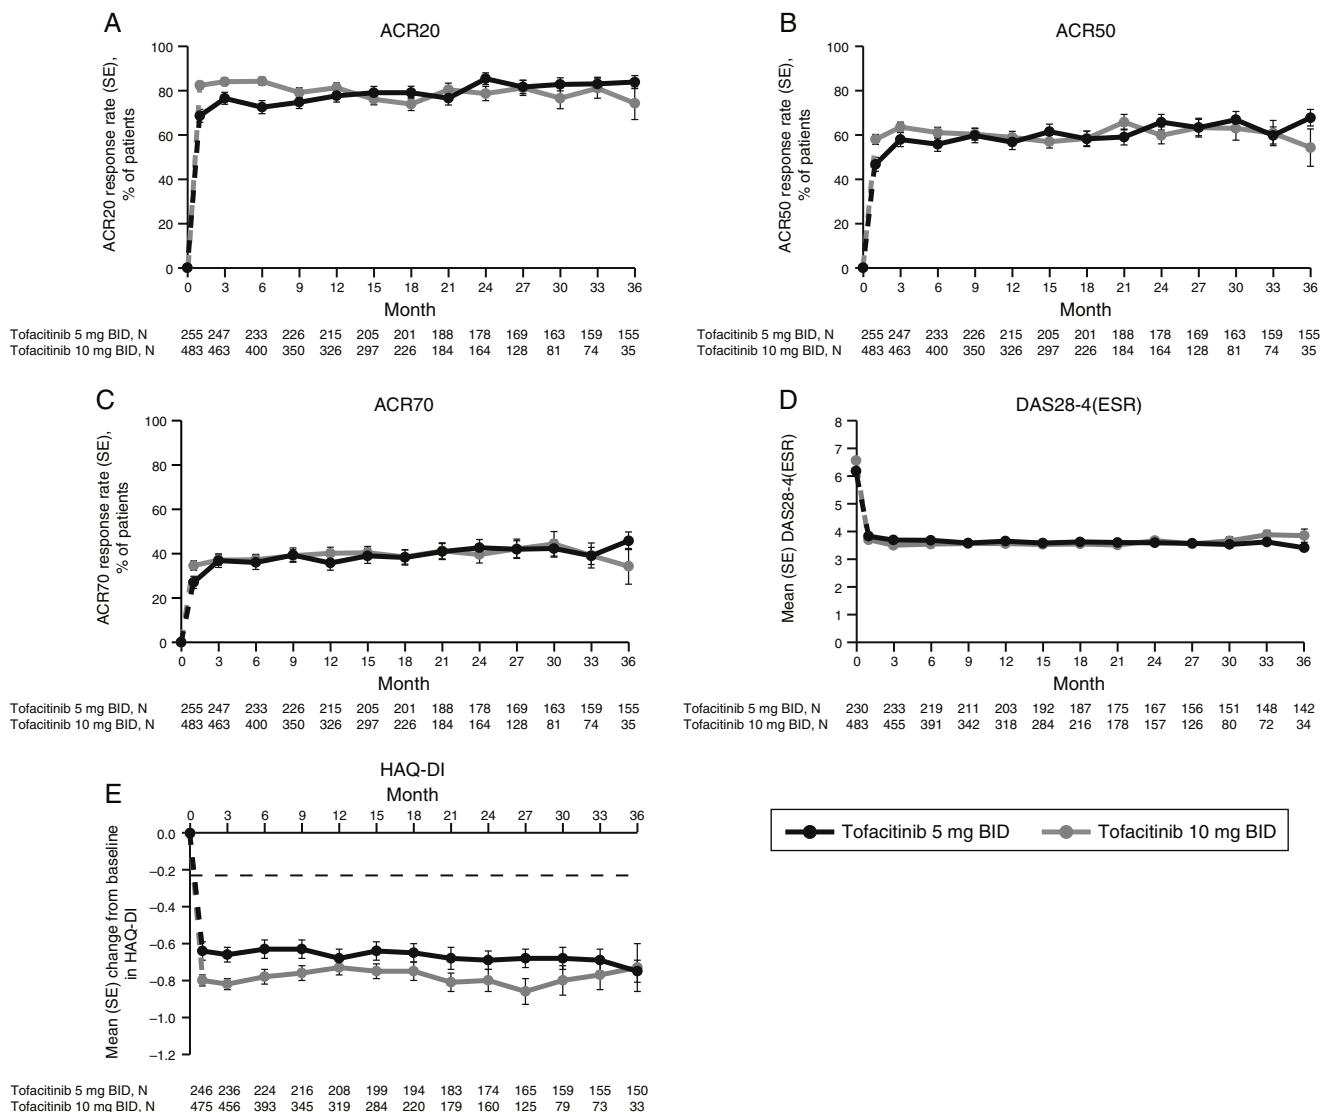 A
ACR20
ACR20 response rate (SE),
% of patients
100
80
60
40
20
0
0 3 6 9 12 15 18 21 24 27 30 33 36
Month
Tofacitinib 5 mg BID, N 255 247 233 226 215 205 201 188 178 169 163 159 155
Tofacitinib 10 mg BID, N 483 463 400 350 326 297 226 184 164 128 81 74 35
B
ACR50
ACR50 response rate (SE),
% of patients
100
80
60
40
20
0
0 3 6 9 12 15 18 21 24 27 30 33 36
Month
Tofacitinib 5 mg BID, N 255 247 233 226 215 205 201 188 178 169 163 159 155
Tofacitinib 10 mg BID, N 483 463 400 350 326 297 226 184 164 128 81 74 35
C
ACR70
ACR70 response rate (SE),
% of patients
100
80
60
40
20
0
0 3 6 9 12 15 18 21 24 27 30 33 36
Month
Tofacitinib 5 mg BID, N 255 247 233 226 215 205 201 188 178 169 163 159 155
Tofacitinib 10 mg BID, N 483 463 400 350 326 297 226 184 164 128 81 74 35
D
DAS28-4(ESR)
Mean (SE) DAS28-4(ESR)
8
7
6
5
4
3
2
1
0
0 3 6 9 12 15 18 21 24 27 30 33 36
Month
Tofacitinib 5 mg BID, N 230 233 219 211 203 192 187 175 167 156 151 148 142
Tofacitinib 10 mg BID, N 483 455 391 342 318 284 216 178 157 126 80 72 34
E
HAQ-DI
Month
0 3 6 9 12 15 18 21 24 27 30 33 36
Mean (SE) change from baseline
in HAQ-DI
0.0
−0.2
−0.4
−0.6
−0.8
−1.0
−1.2
Tofacitinib 5 mg BID, N 246 236 224 216 208 199 194 183 174 165 159 155 150
Tofacitinib 10 mg BID, N 475 456 393 345 319 284 220 179 160 125 79 73 33
Tofacitinib 5 mg BID
Tofacitinib 10 mg BID